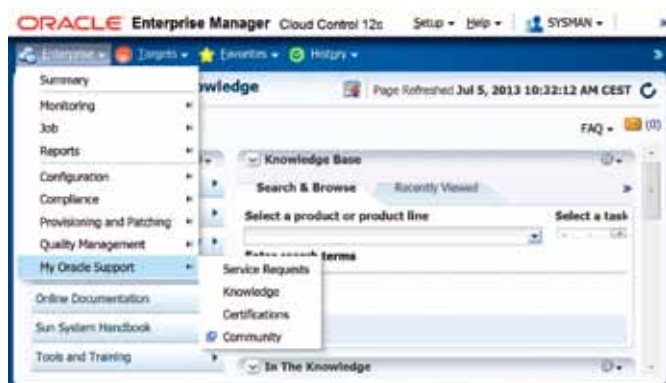 ORACLE Enterprise Manager Cloud Control 12c Setup Help SYSMAN
Enterprise Targets Favorites History
Summary
Monitoring
Job
Reports
Configuration
Compliance
Provisioning and Patching
Quality Management
My Oracle Support
Service Requests
Knowledge
Certifications
Community
Online Documentation
Sun System Handbook
Tools and Training
owledge
Page Refreshed Jul 5, 2013 10:32:12 AM CEST
FAQ (0)
Knowledge Base
Search & Browse Recently Viewed
Select a product or product line Select a task
terms
In The Knowledge